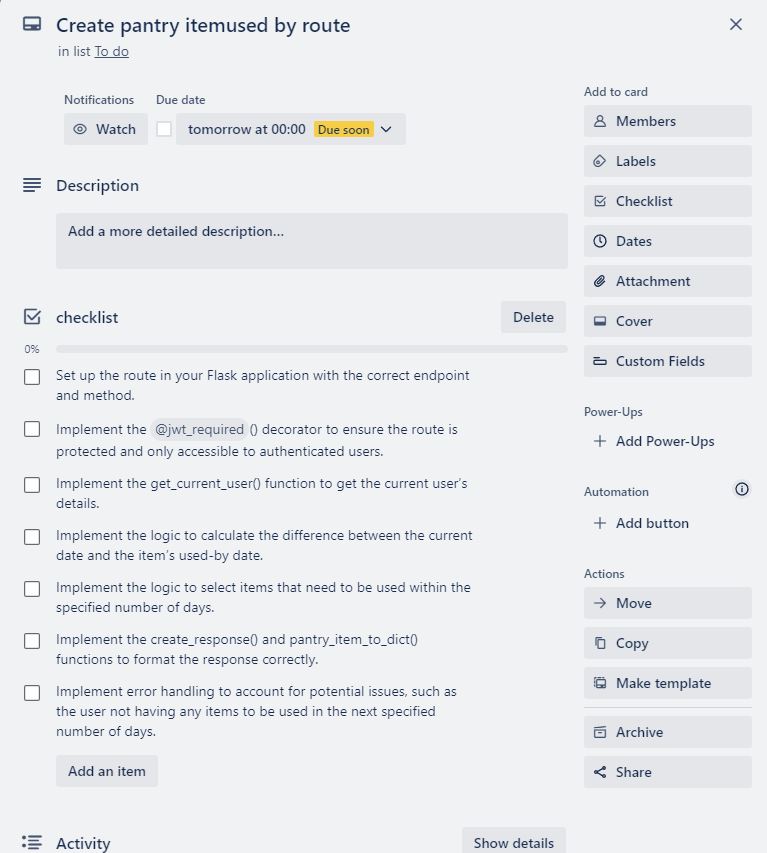 Create pantry itemused by route
in list To do
Notifications
Due date
Watch
tomorrow at 00:00 Due soon
Description
Add a more detailed description...
checklist
Delete
0%
Set up the route in your Flask application with the correct endpoint
and method.
Implement the @jwt_required () decorator to ensure the route is
protected and only accessible to authenticated users.
Implement the get_current_user() function to get the current user's
details.
Implement the logic to calculate the difference between the current
date and the item's used-by date.
Implement the logic to select items that need to be used within the
specified number of days.
Implement the create_response() and pantry_item_to_dict()
functions to format the response correctly.
Implement error handling to account for potential issues, such as
the user not having any items to be used in the next specified
number of days.
Add an item
Activity
Show details
Add to card
Members
Labels
Checklist
Dates
Attachment
Cover
Custom Fields
Power-Ups
Add Power-Ups
Automation
Add button
Actions
Move
Copy
Make template
Archive
Share